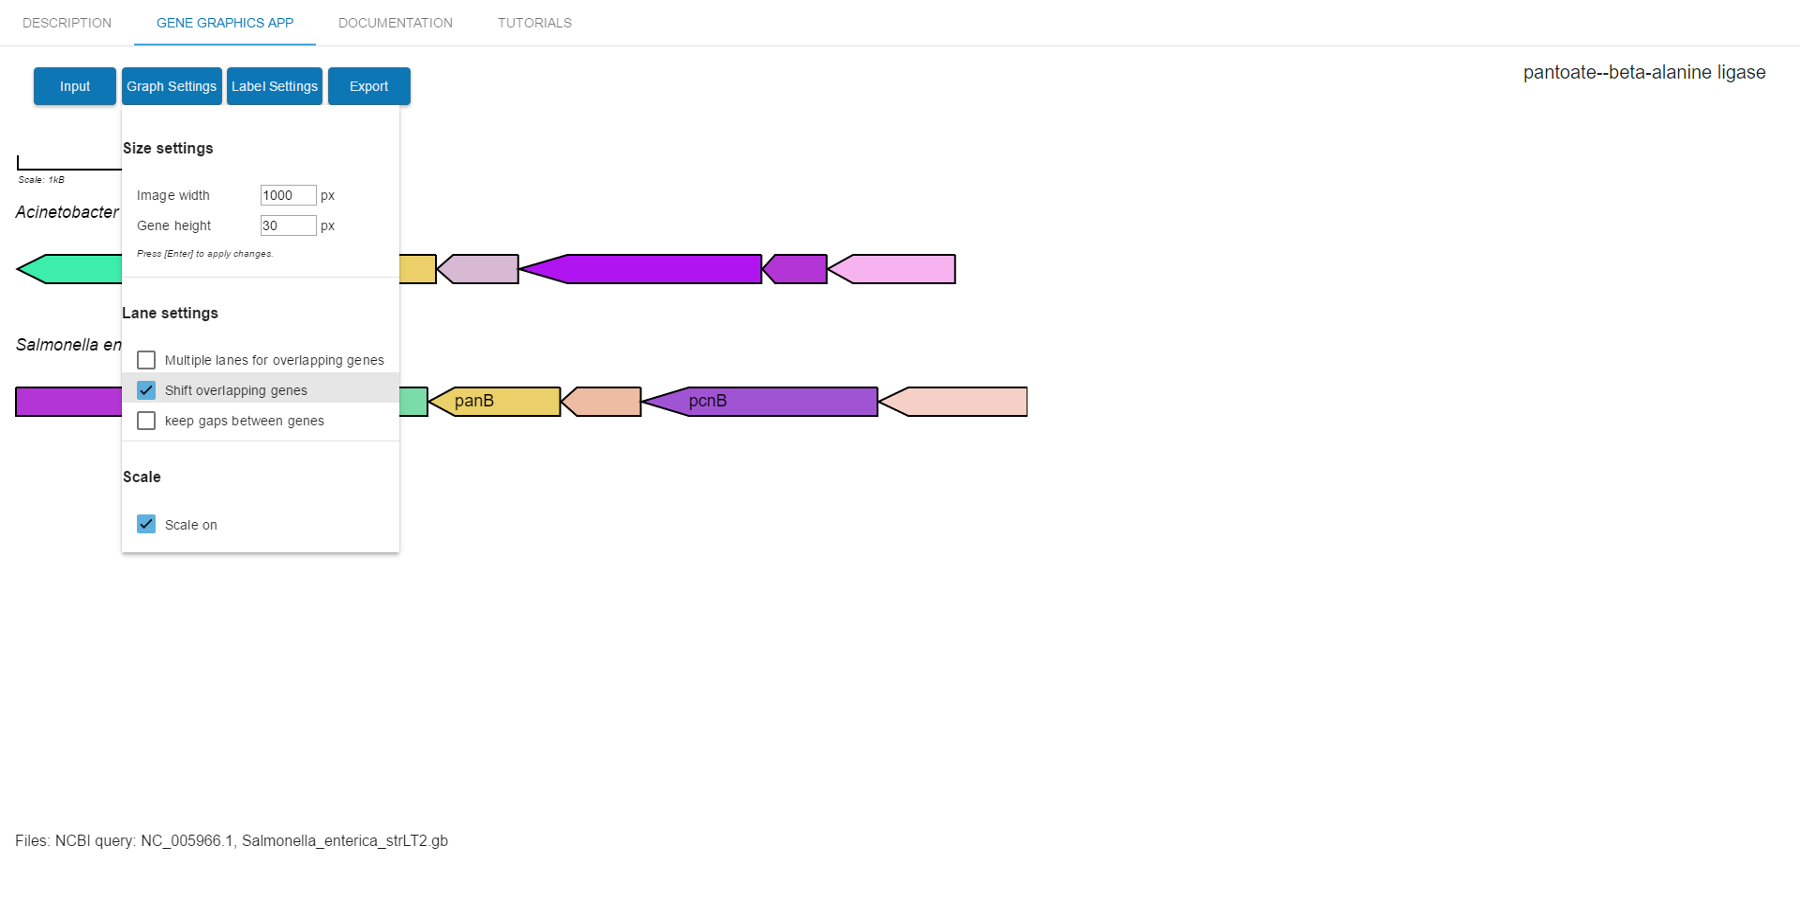 DESCRIPTION GENE GRAPHICS APP DOCUMENTATION TUTORIALS
Input Graph Settings Label Settings Export
pantoate--beta-alanine ligase
Size settings
Scale: 1kB
Image width 1000 px
Acinetobacter
Gene height 30 px
Press [Enter] to apply changes.
Lane settings
Salmonella en
Multiple lanes for overlapping genes
Shift overlapping genes
panB pcnB
keep gaps between genes
Scale
Scale on
Files: NCBI query: NC_005966.1, Salmonella_enterica_strLT2.gb